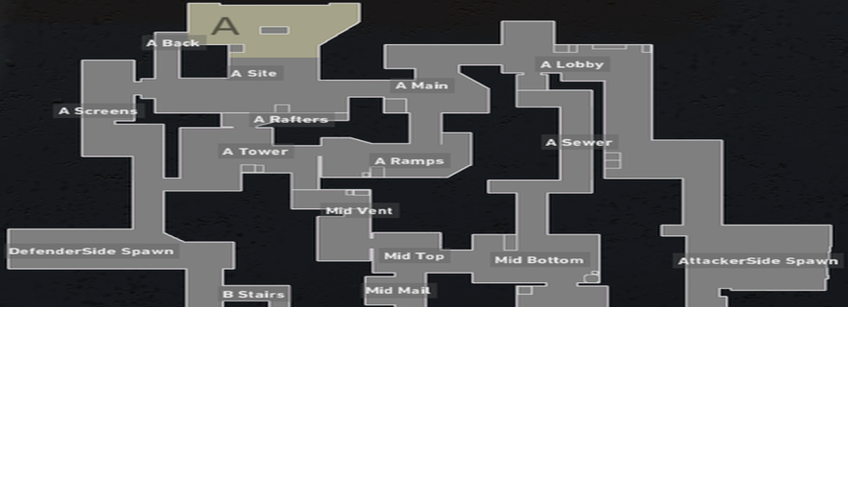 A
A Back
A Site
A Lobby
A Main
A Screens
A Rafters
A Sewer
A Tower
A Ramps
Mid Vent
DefenderSide Spawn
Mid Top
Mid Bottom
AttackerSide Spawn
B Stairs
Mid Mail